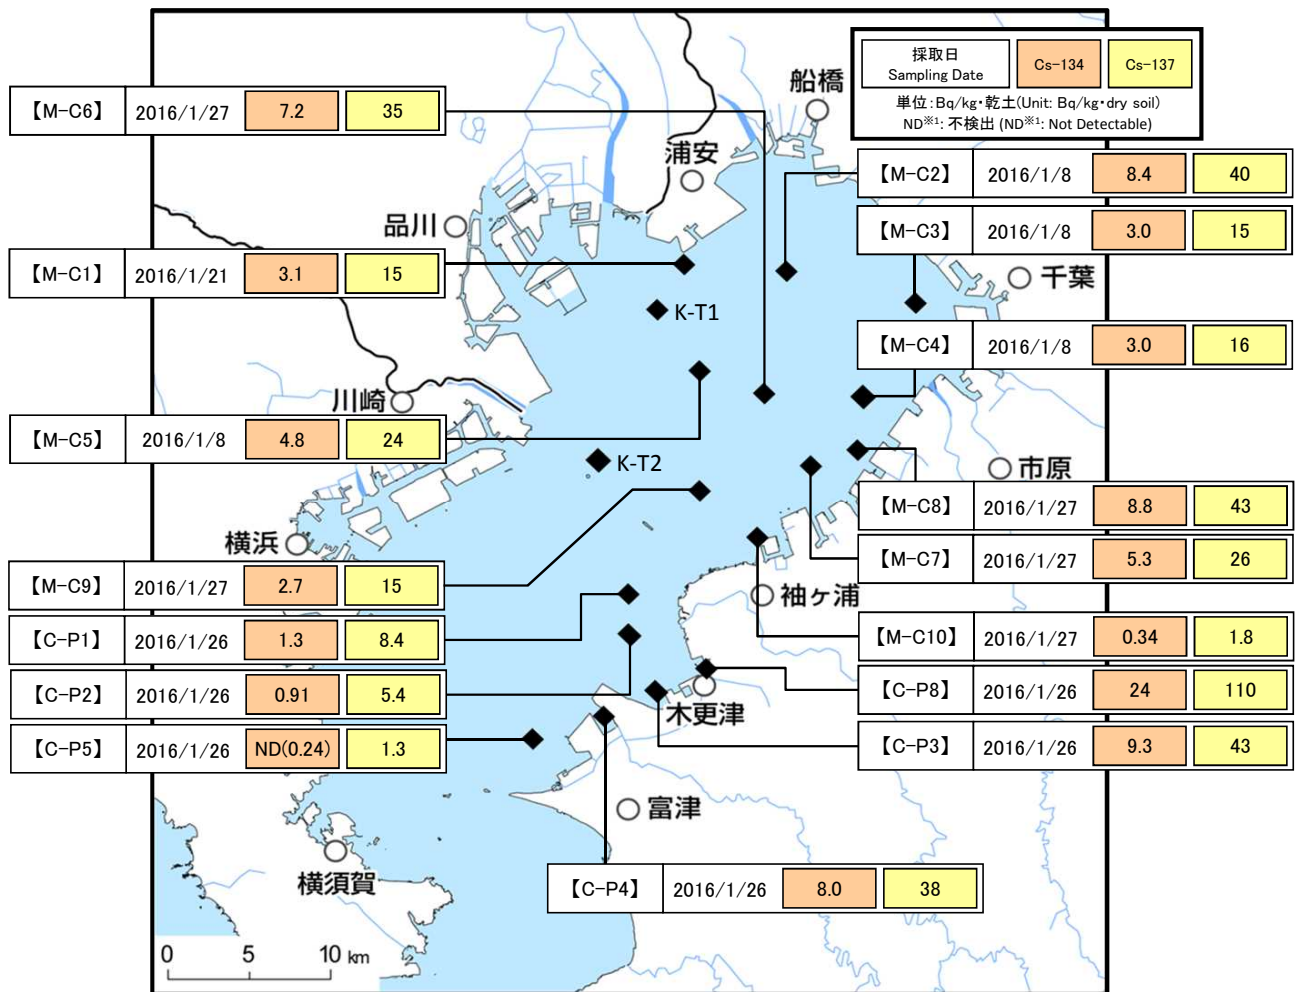 採取日
Sampling Date
Cs-134
Cs-137
単位:Bq/kg・乾土(Unit: Bq/kg・dry soil)
ND※1: 不検出 (ND※1: Not Detectable)
船橋
浦安
品川
千葉
川崎
市原
横浜
袖ヶ浦
木更津
富津
横須賀
K-T1
K-T2
【M-C6】 2016/1/27 7.2 35
【M-C1】 2016/1/21 3.1 15
【M-C5】 2016/1/8 4.8 24
【M-C9】 2016/1/27 2.7 15
【C-P1】 2016/1/26 1.3 8.4
【C-P2】 2016/1/26 0.91 5.4
【C-P5】 2016/1/26 ND(0.24) 1.3
【M-C2】 2016/1/8 8.4 40
【M-C3】 2016/1/8 3.0 15
【M-C4】 2016/1/8 3.0 16
【M-C8】 2016/1/27 8.8 43
【M-C7】 2016/1/27 5.3 26
【M-C10】 2016/1/27 0.34 1.8
【C-P8】 2016/1/26 24 110
【C-P3】 2016/1/26 9.3 43
【C-P4】 2016/1/26 8.0 38
0 5 10 km